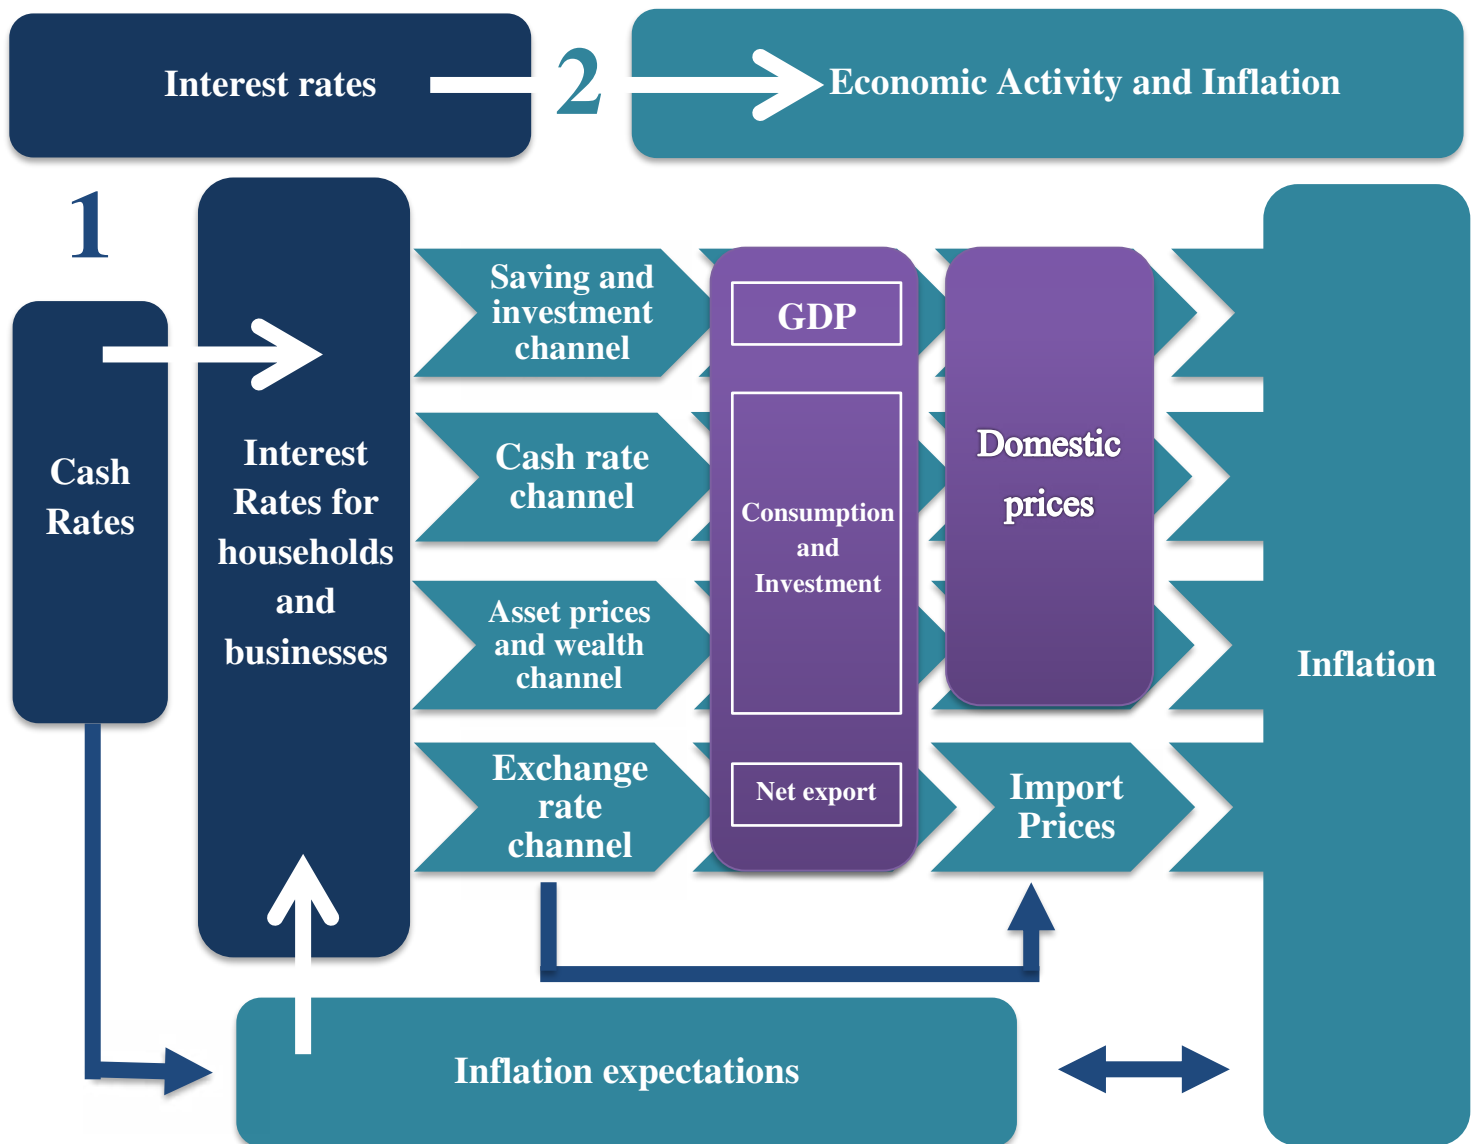 Interest rates
2
Economic Activity and Inflation
1
Cash
Rates
Interest
Rates for
households
and
businesses
Saving and
investment
channel
Cash rate
channel
Asset prices
and wealth
channel
Exchange
rate
channel
GDP
Consumption
and
Investment
Net export
Domestic
prices
Import
Prices
Inflation
Inflation expectations